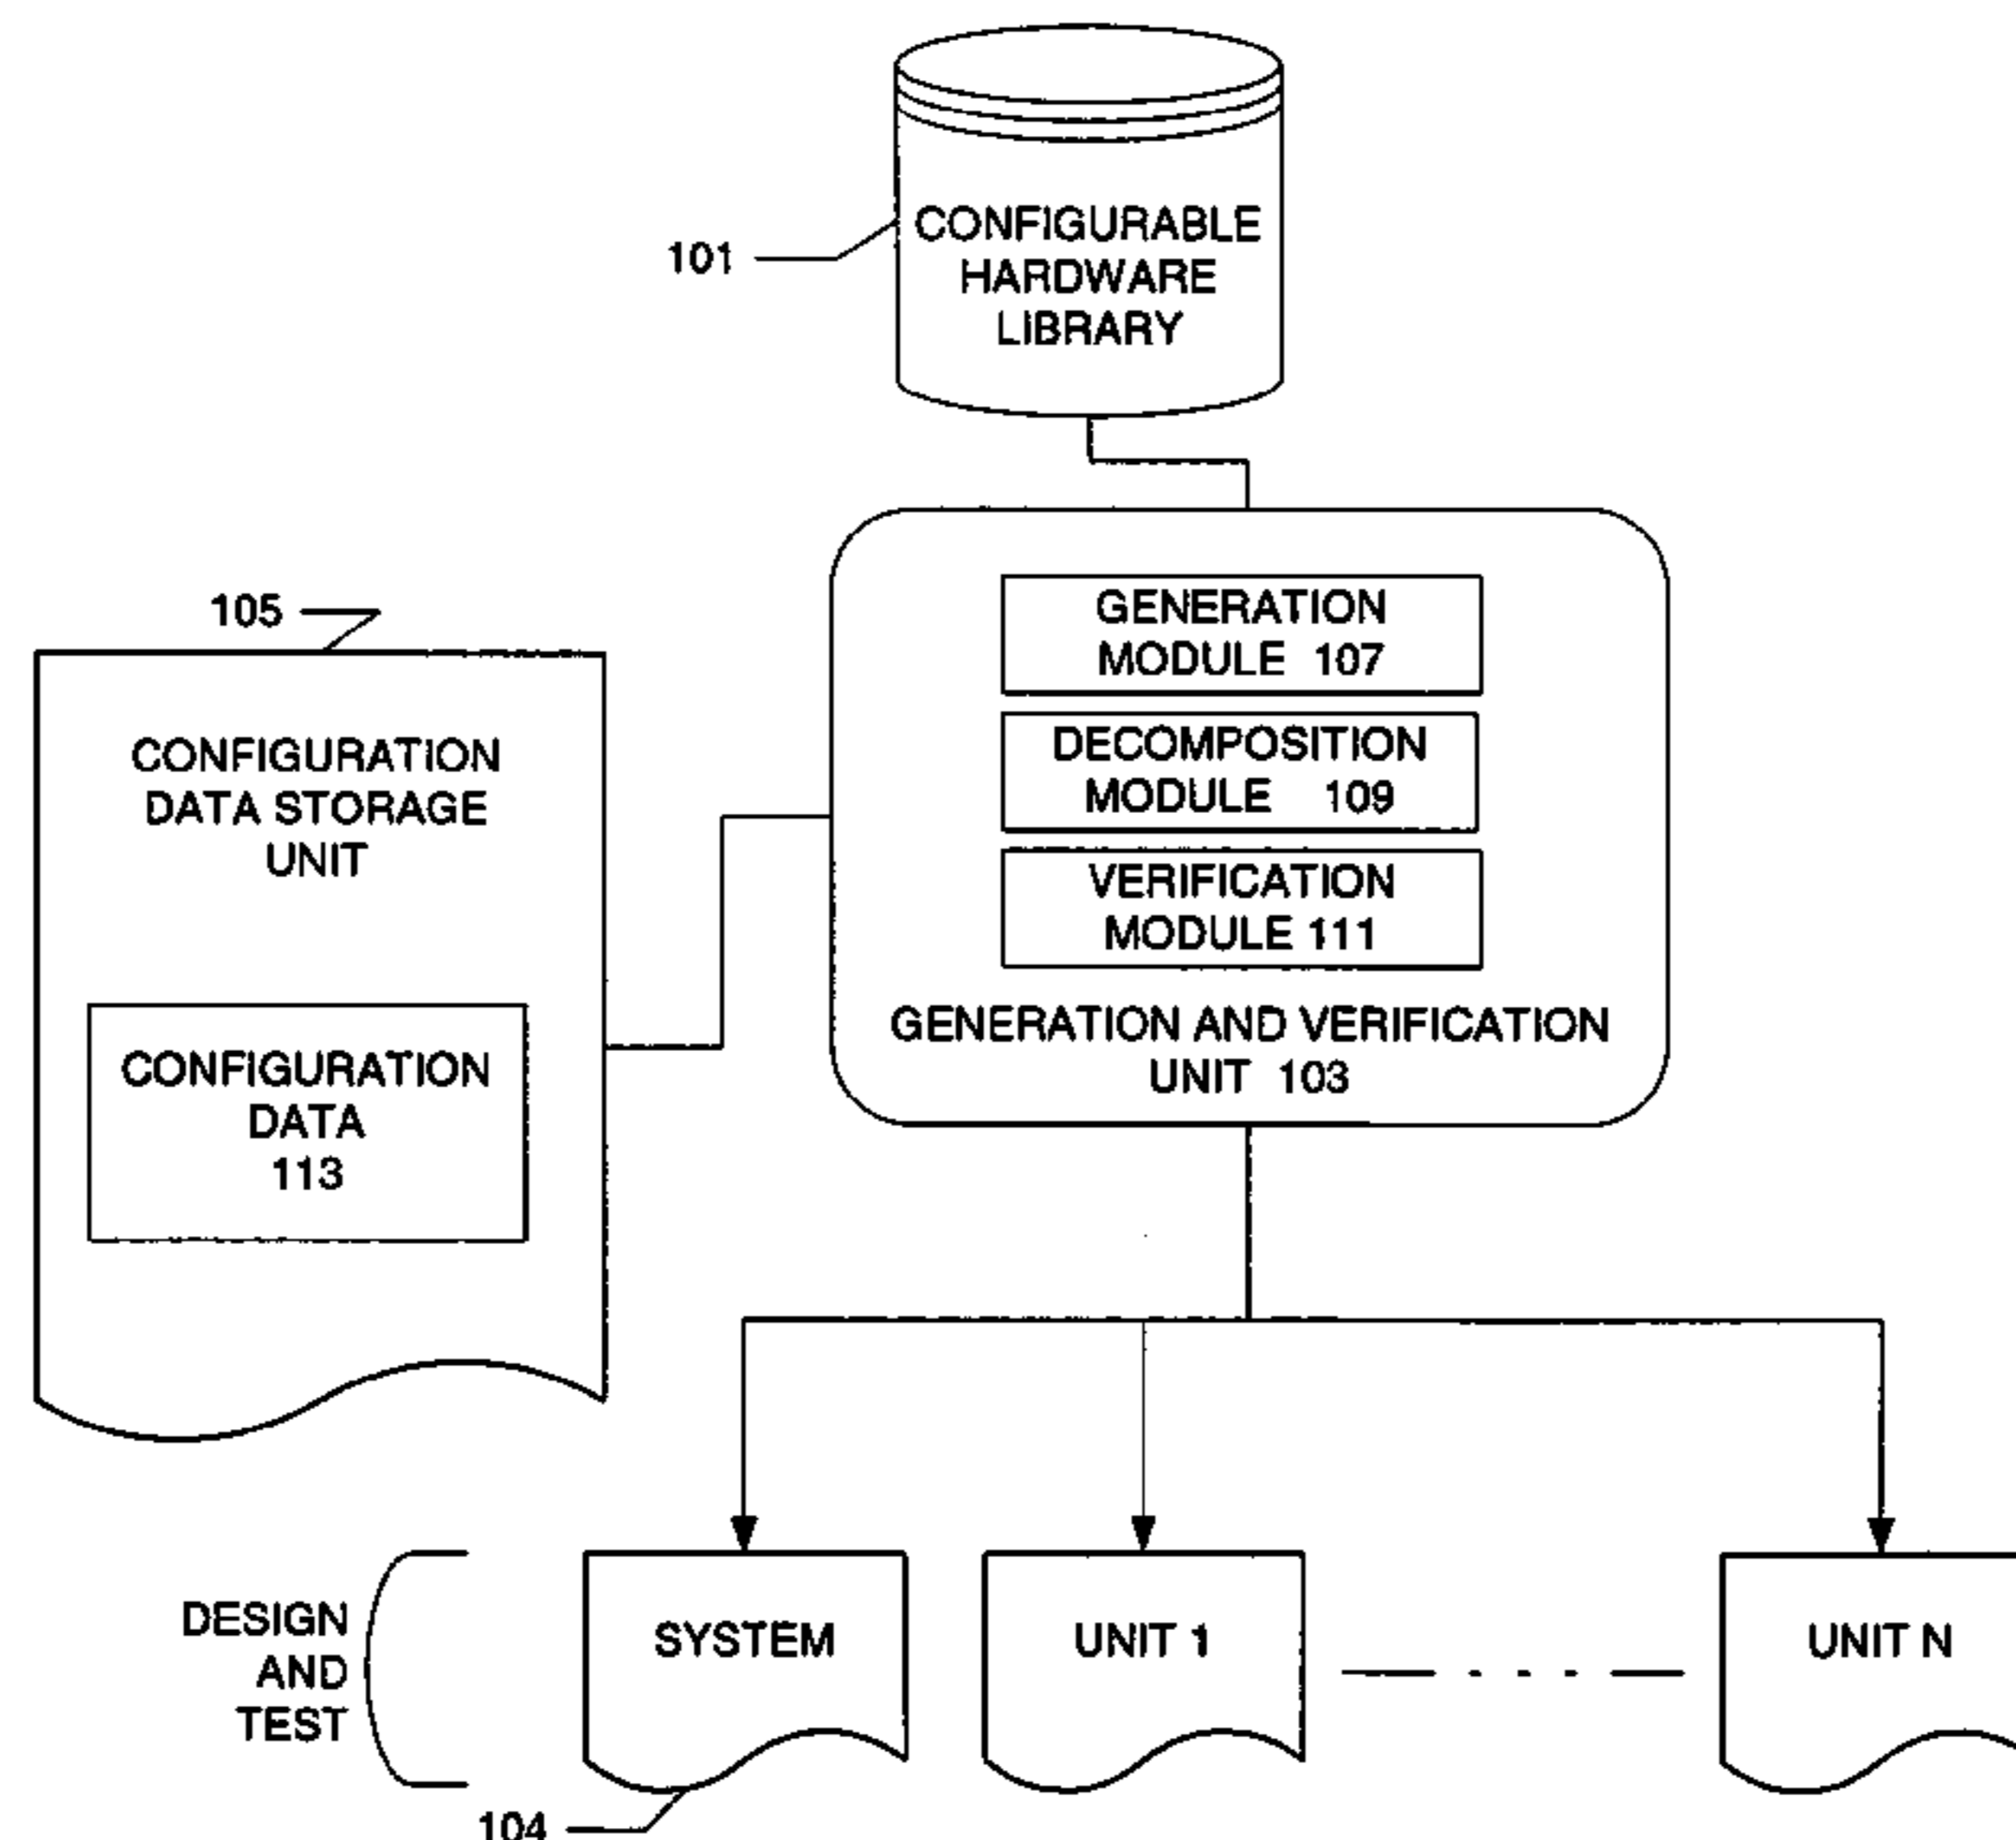 CONFIGURABLE
HARDWARE
LIBRARY
101
GENERATION
MODULE 107
DECOMPOSITION
MODULE 109
VERIFICATION
MODULE 111
GENERATION AND VERIFICATION
UNIT 103
105
CONFIGURATION
DATA STORAGE
UNIT
CONFIGURATION
DATA
113
DESIGN
AND
TEST
SYSTEM
UNIT 1
UNIT N
104